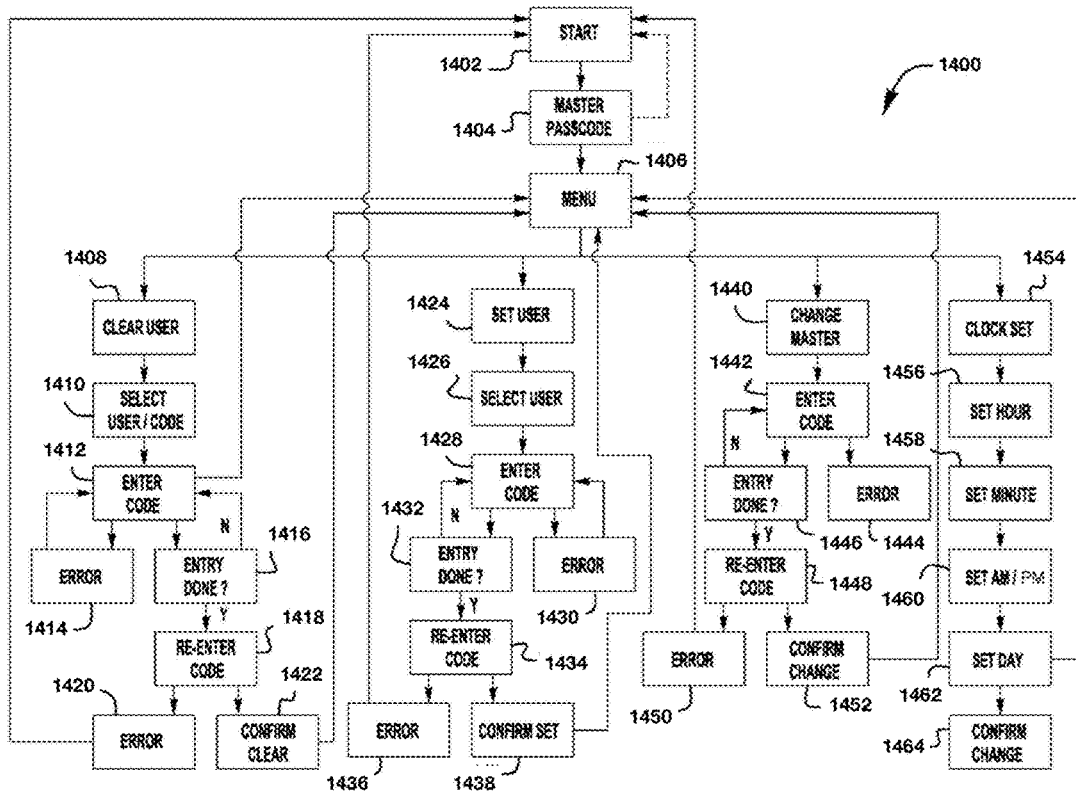 START
1402
1400
MASTER
PASSCODE
1404
1406
MENU
1408
CLEAR USER
1424
SET USER
1440
CHANGE
MASTER
1454
CLOCK SET
1410
SELECT
USER / CODE
1426
SELECT USER
1442
ENTER
CODE
1456
SET HOUR
1412
ENTER
CODE
1428
ENTER
CODE
N
ENTRY
DONE ?
1446
ERROR
1444
1458
SET MINUTE
N
1416
ERROR
1414
ENTRY
DONE ?
1432
N
ENTRY
DONE ?
ERROR
1430
Y
RE-ENTER
CODE
1448
1460
SET AM / PM
Y
1418
RE-ENTER
CODE
Y
RE-ENTER
CODE
1434
ERROR
1450
CONFIRM
CHANGE
1452
SET DAY
1462
1420
ERROR
1422
CONFIRM
CLEAR
ERROR
1436
CONFIRM SET
1438
1464
CONFIRM
CHANGE